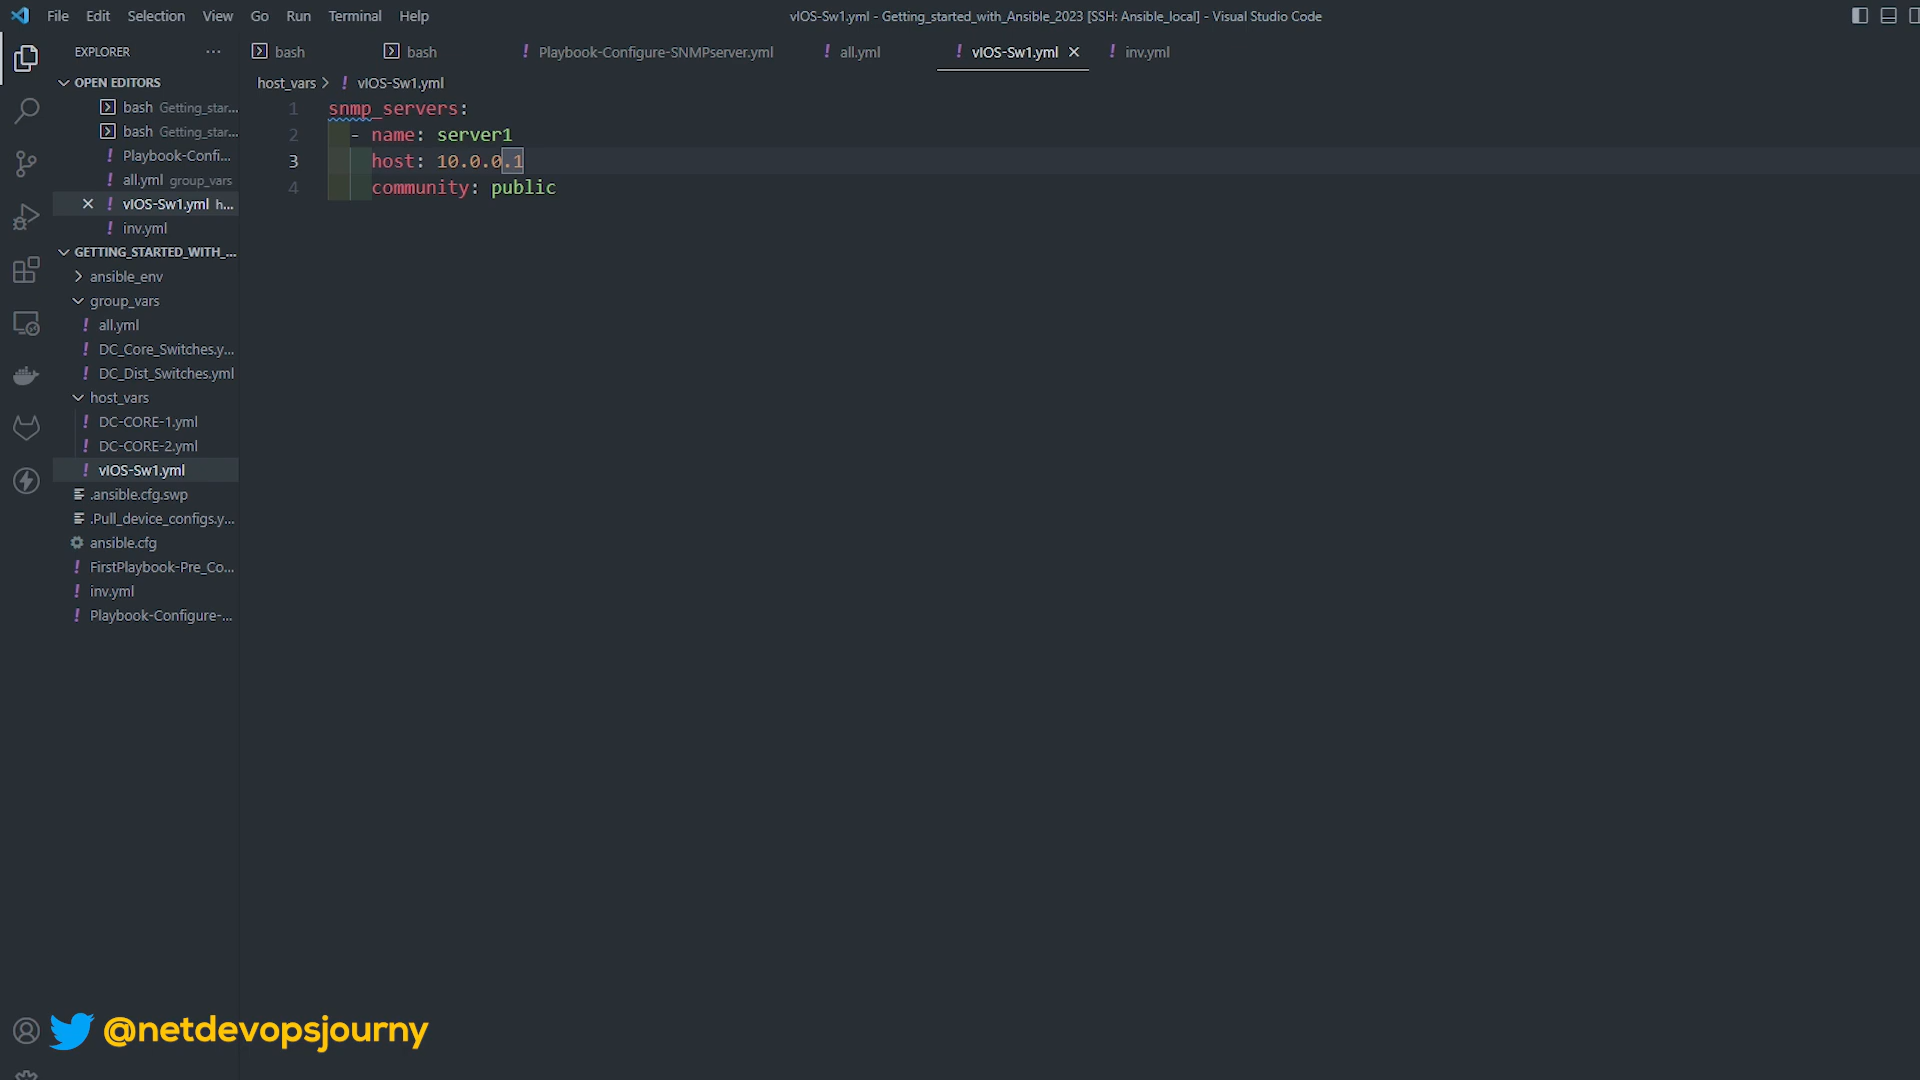 File Edit Selection View Go Run Terminal Help
vIOS-Sw1.yml - Getting_started_with_Ansible_2023 [SSH: Ansible_local] - Visual Studio Code
EXPLORER ···
bash
bash
! Playbook-Configure-SNMPserver.yml
! all.yml
! vIOS-Sw1.yml
! inv.yml
OPEN EDITORS
bash Getting_star...
bash Getting_star...
! Playbook-Confi...
! all.yml group_vars
! vIOS-Sw1.yml h...
! inv.yml
GETTING_STARTED_WITH_...
ansible_env
group_vars
! all.yml
! DC_Core_Switches.y...
! DC_Dist_Switches.yml
host_vars
! DC-CORE-1.yml
! DC-CORE-2.yml
! vIOS-Sw1.yml
.ansible.cfg.swp
.Pull_device_configs.y...
ansible.cfg
! FirstPlaybook-Pre_Co...
! inv.yml
! Playbook-Configure-...
host_vars > ! vIOS-Sw1.yml
1 snmp_servers:
2 - name: server1
3 host: 10.0.0.1
4 community: public
@netdevopsjourny